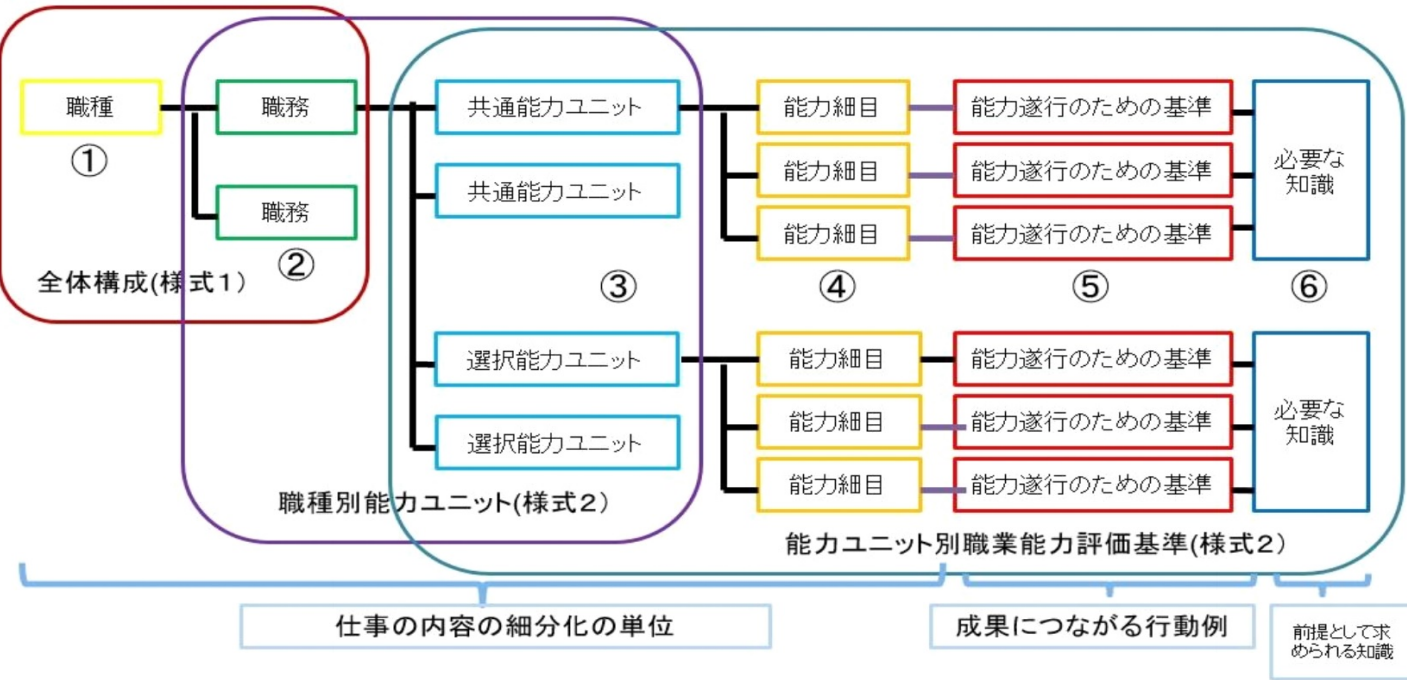 職種
職務
共通能力ユニット
能力細目
能力遂行のための基準
①
共通能力ユニット
能力細目
能力遂行のための基準
必要な
知識
職務
能力細目
能力遂行のための基準
②
全体構成(様式1)
③
④
⑤
⑥
選択能力ユニット
能力細目
能力遂行のための基準
選択能力ユニット
能力細目
能力遂行のための基準
必要な
知識
能力細目
能力遂行のための基準
職種別能力ユニット(様式2)
能力ユニット別職業能力評価基準(様式2)
仕事の内容の細分化の単位
成果につながる行動例
前提として求
められる知識